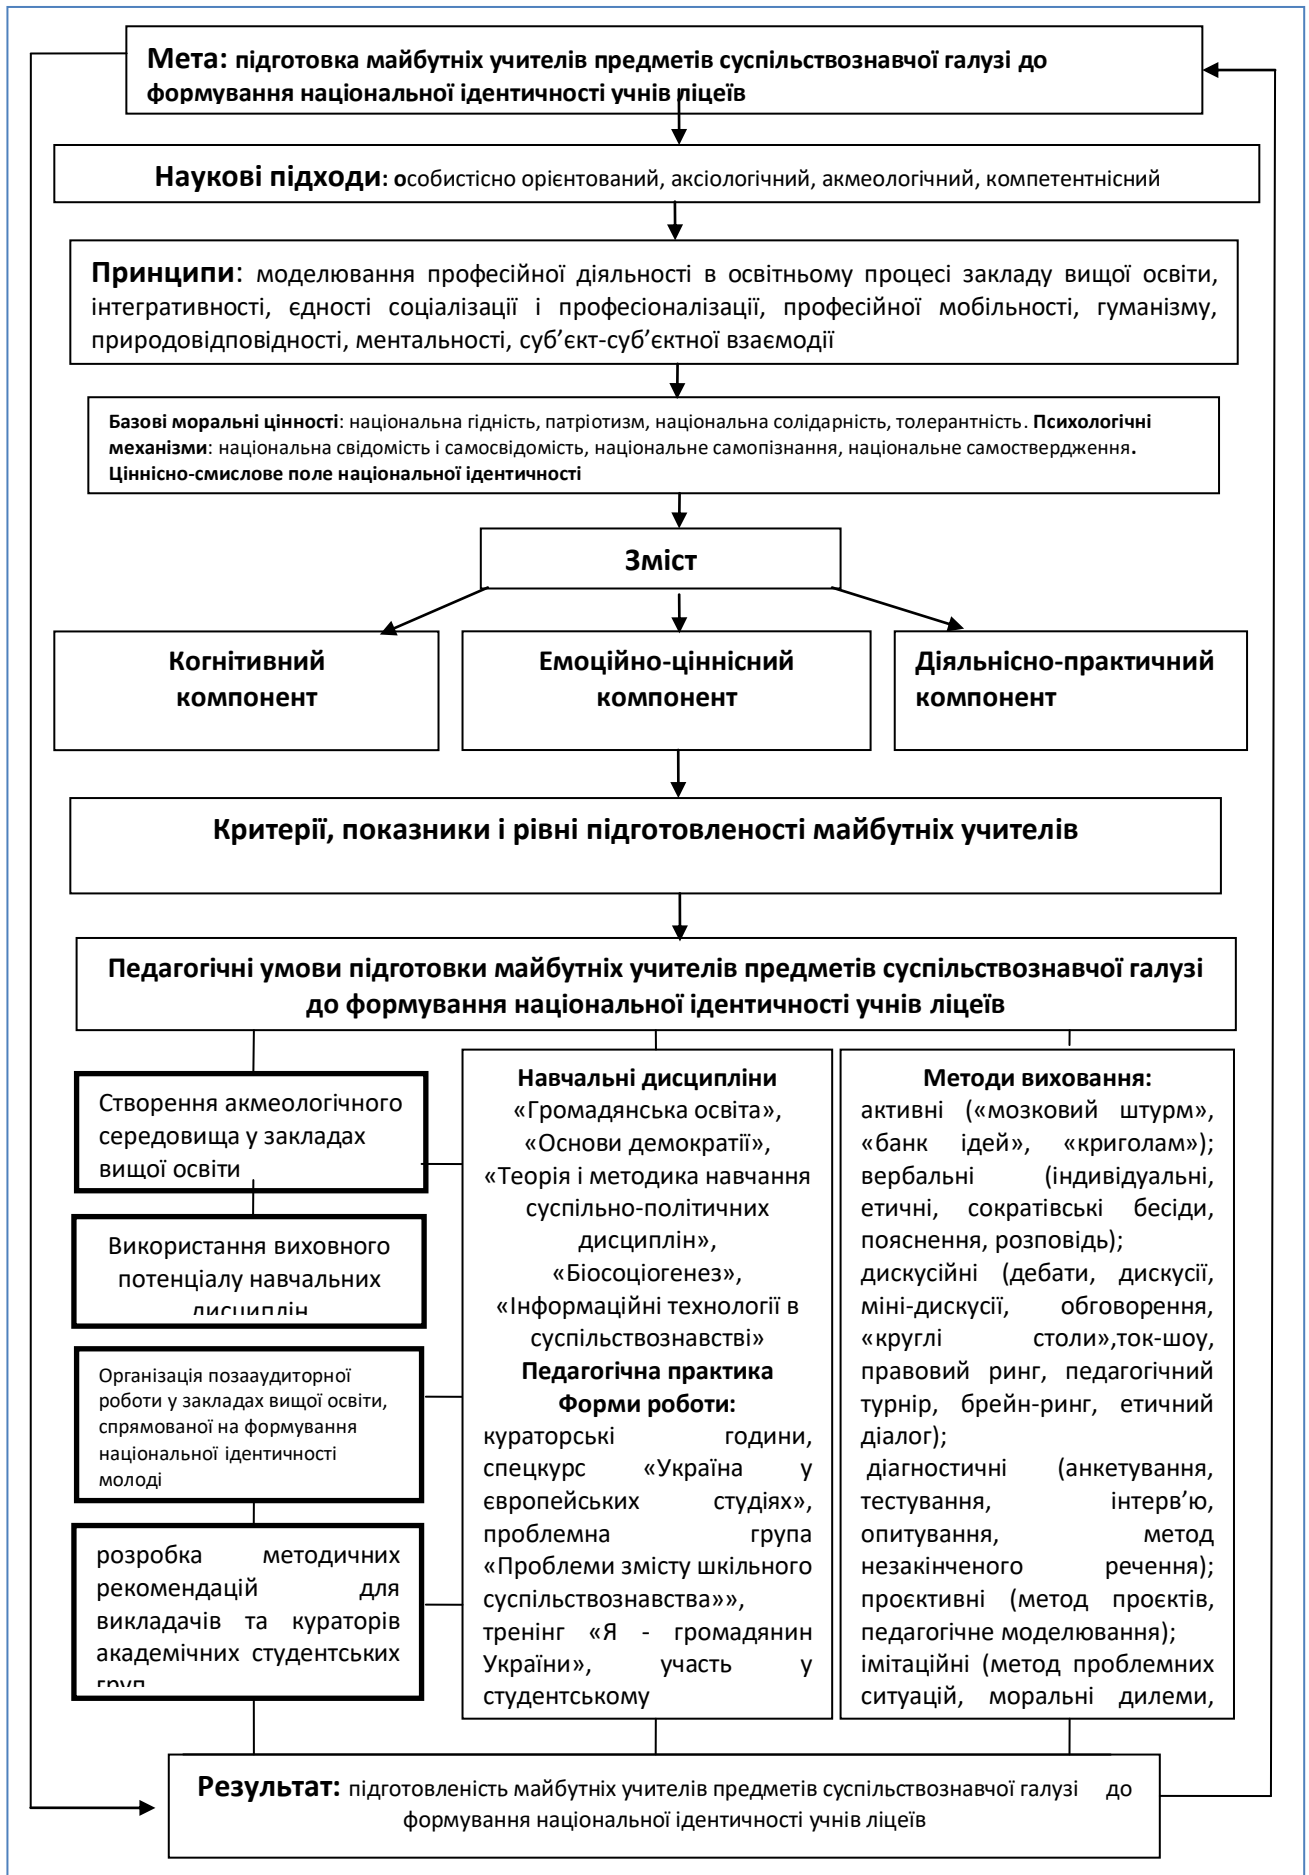 Мета: підготовка майбутніх учителів предметів суспільствознавчої галузі до
формування національної ідентичності учнів ліцеїв
Наукові підходи: особистісно орієнтований, аксіологічний, акмеологічний, компетентнісний
Принципи: моделювання професійної діяльності в освітньому процесі закладу вищої освіти,
інтегративності, єдності соціалізації і професіоналізації, професійної мобільності, гуманізму,
природовідповідності, ментальності, суб’єкт-суб’єктної взаємодії
Базові моральні цінності: національна гідність, патріотизм, національна солідарність, толерантність. Психологічні
механізми: національна свідомість і самосвідомість, національне самопізнання, національне самоствердження.
Ціннісно-смислове поле національної ідентичності
Зміст
Когнітивний
компонент
Емоційно-ціннісний
компонент
Діяльнісно-практичний
компонент
Критерії, показники і рівні підготовленості майбутніх учителів
Педагогічні умови підготовки майбутніх учителів предметів суспільствознавчої галузі
до формування національної ідентичності учнів ліцеїв
Створення акмеологічного
середовища у закладах
вищої освіти
Використання виховного
потенціалу навчальних
дисциплін
Організація позааудиторної
роботи у закладах вищої освіти,
спрямованої на формування
національної ідентичності
молоді
розробка методичних
рекомендацій для
викладачів та кураторів
академічних студентських
груп
Навчальні дисципліни
«Громадянська освіта»,
«Основи демократії»,
«Теорія і методика навчання
суспільно-політичних
дисциплін»,
«Біосоціогенез»,
«Інформаційні технології в
суспільствознавстві»
Педагогічна практика
Форми роботи:
кураторські години,
спецкурс «Україна у
європейських студіях»,
проблемна група
«Проблеми змісту шкільного
суспільствознавства»»,
тренінг «Я - громадянин
України», участь у
студентському
Методи виховання:
активні («мозковий штурм»,
«банк ідей», «криголам»);
вербальні (індивідуальні,
етичні, сократівські бесіди,
пояснення, розповідь);
дискусійні (дебати, дискусії,
міні-дискусії, обговорення,
«круглі столи»,ток-шоу,
правовий ринг, педагогічний
турнір, брейн-ринг, етичний
діалог);
діагностичні (анкетування,
тестування, інтерв’ю,
опитування, метод
незакінченого речення);
проєктивні (метод проєктів,
педагогічне моделювання);
імітаційні (метод проблемних
ситуацій, моральні дилеми,
Результат: підготовленість майбутніх учителів предметів суспільствознавчої галузі до
формування національної ідентичності учнів ліцеїв